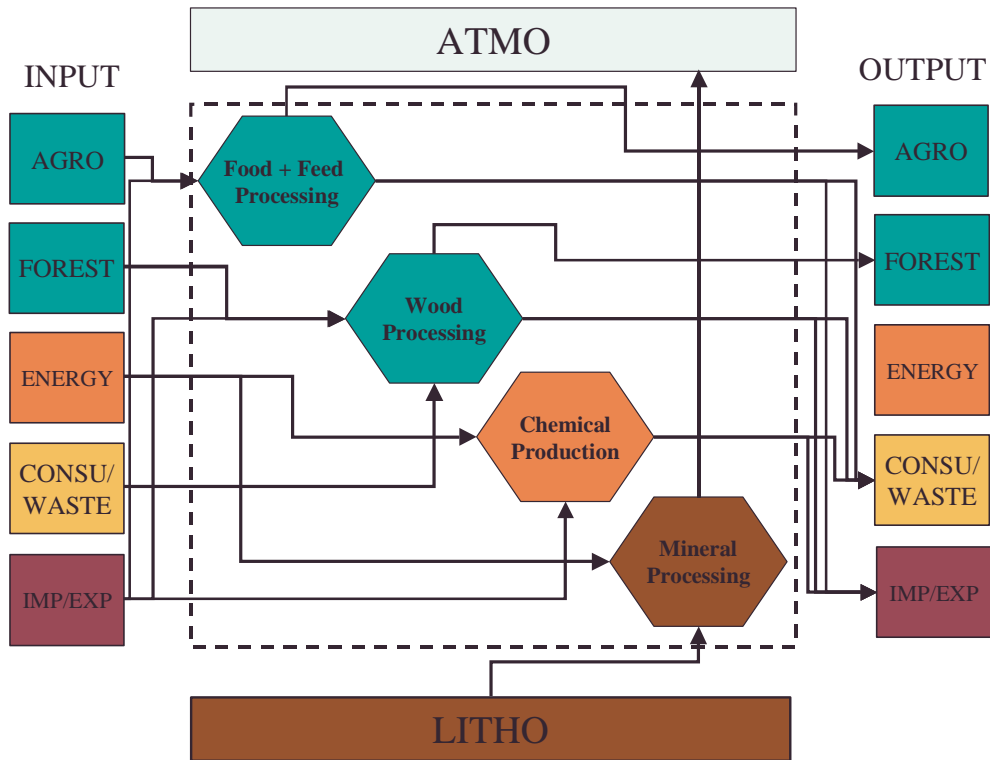 ATMO
INPUT
OUTPUT
AGRO
Food + Feed
Processing
AGRO
FOREST
Wood
Processing
FOREST
ENERGY
Chemical
Production
ENERGY
CONSU/
WASTE
CONSU/
WASTE
IMP/EXP
Mineral
Processing
IMP/EXP
LITHO